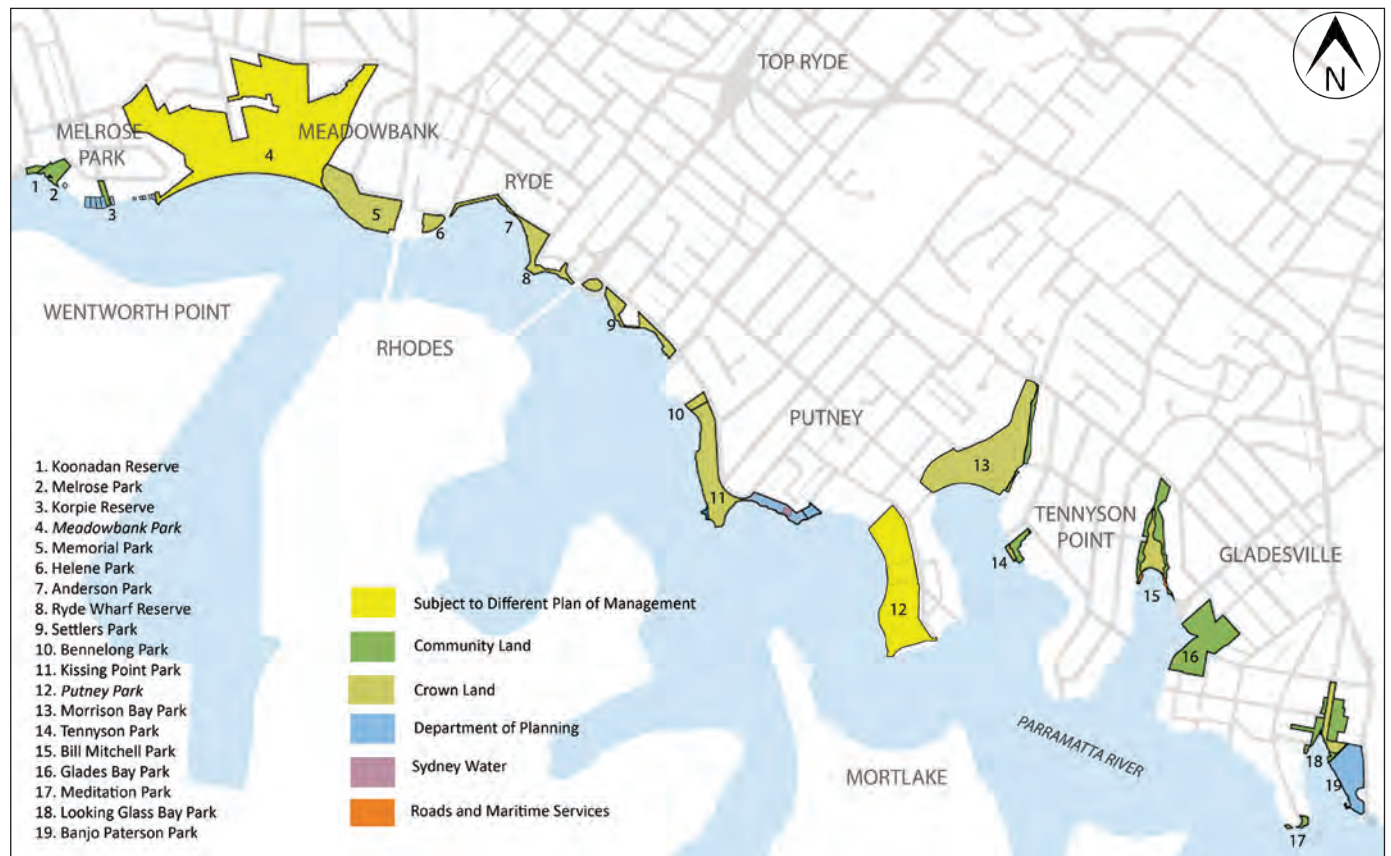 N
TOP RYDE
MELROSE
PARK
MEADOWBANK
4
1
2
3
RYDE
5
6
7
8
WENTWORTH POINT
RHODES
9
10
PUTNEY
11
13
TENNYSON
POINT
14
GLADESVILLE
15
12
16
PARRAMATTA RIVER
MORTLAKE
18
19
17
1. Koonadan Reserve
2. Melrose Park
3. Korpie Reserve
4. Meadowbank Park
5. Memorial Park
6. Helene Park
7. Anderson Park
8. Ryde Wharf Reserve
9. Settlers Park
10. Bennelong Park
11. Kissing Point Park
12. Putney Park
13. Morrison Bay Park
14. Tennyson Park
15. Bill Mitchell Park
16. Glades Bay Park
17. Meditation Park
18. Looking Glass Bay Park
19. Banjo Paterson Park
Subject to Different Plan of Management
Community Land
Crown Land
Department of Planning
Sydney Water
Roads and Maritime Services